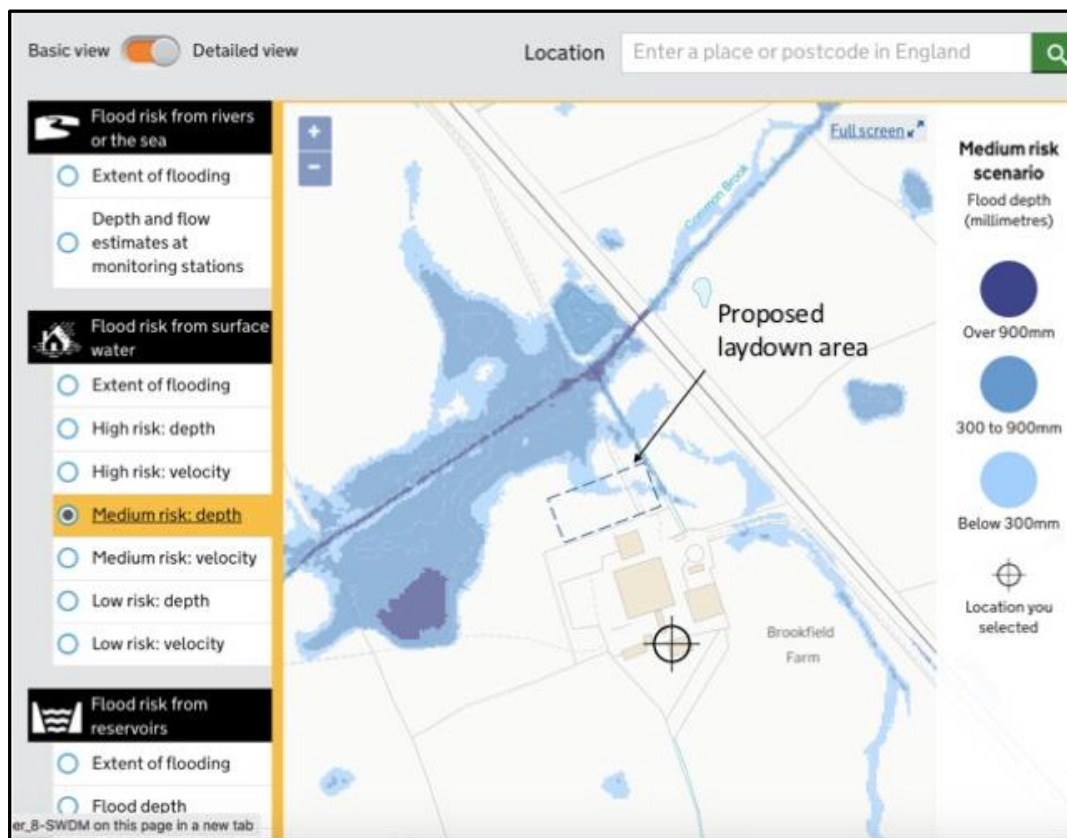 Basic view
Detailed view
Location
Enter a place or postcode in England
Flood risk from rivers
or the sea
Extent of flooding
Depth and flow
estimates at
monitoring stations
Flood risk from surface
water
Extent of flooding
High risk: depth
High risk: velocity
Medium risk: depth
Medium risk: velocity
Low risk: depth
Low risk: velocity
Flood risk from
reservoirs
Extent of flooding
Flood depth
er_8-SWDM on this page in a new tab
+
−
Full screen
Common Brook
Proposed
laydown area
Brookfield
Farm
Medium risk
scenario
Flood depth
(millimetres)
Over 900mm
300 to 900mm
Below 300mm
Location you
selected